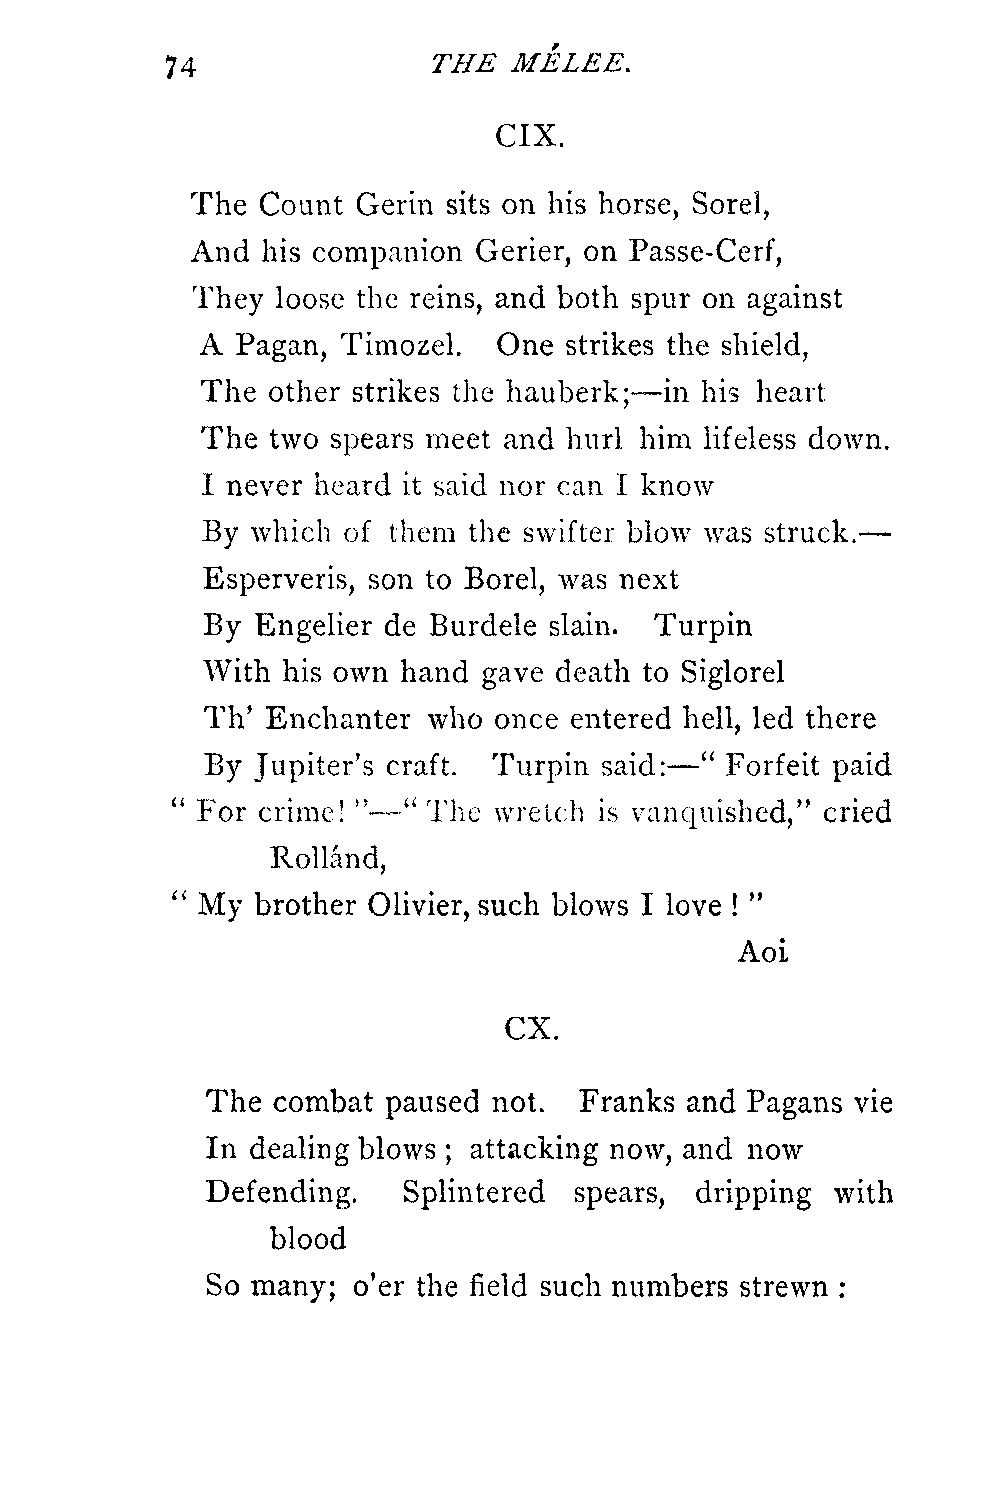 74 THE MÉLEE.
CIX.
The Count Gerin sits on his horse, Sorel,
And his companion Gerier, on Passe-Cerf,
They loose the reins, and both spur on against
A Pagan, Timozel. One strikes the shield,
The other strikes the hauberk;—in his heart
The two spears meet and hurl him lifeless down.
I never heard it said nor can I know
By which of them the swifter blow was struck.—
Esperveris, son to Borel, was next
By Engelier de Burdele slain. Turpin
With his own hand gave death to Siglorel
Th' Enchanter who once entered hell, led there
By Jupiter's craft. Turpin said:—“ Forfeit paid
“ For crime! ”—“ The wretch is vanquished,” cried
Rollánd,
“ My brother Olivier, such blows I love ! ”
Aoi
CX.
The combat paused not. Franks and Pagans vie
In dealing blows ; attacking now, and now
Defending. Splintered spears, dripping with
blood
So many; o'er the field such numbers strewn :